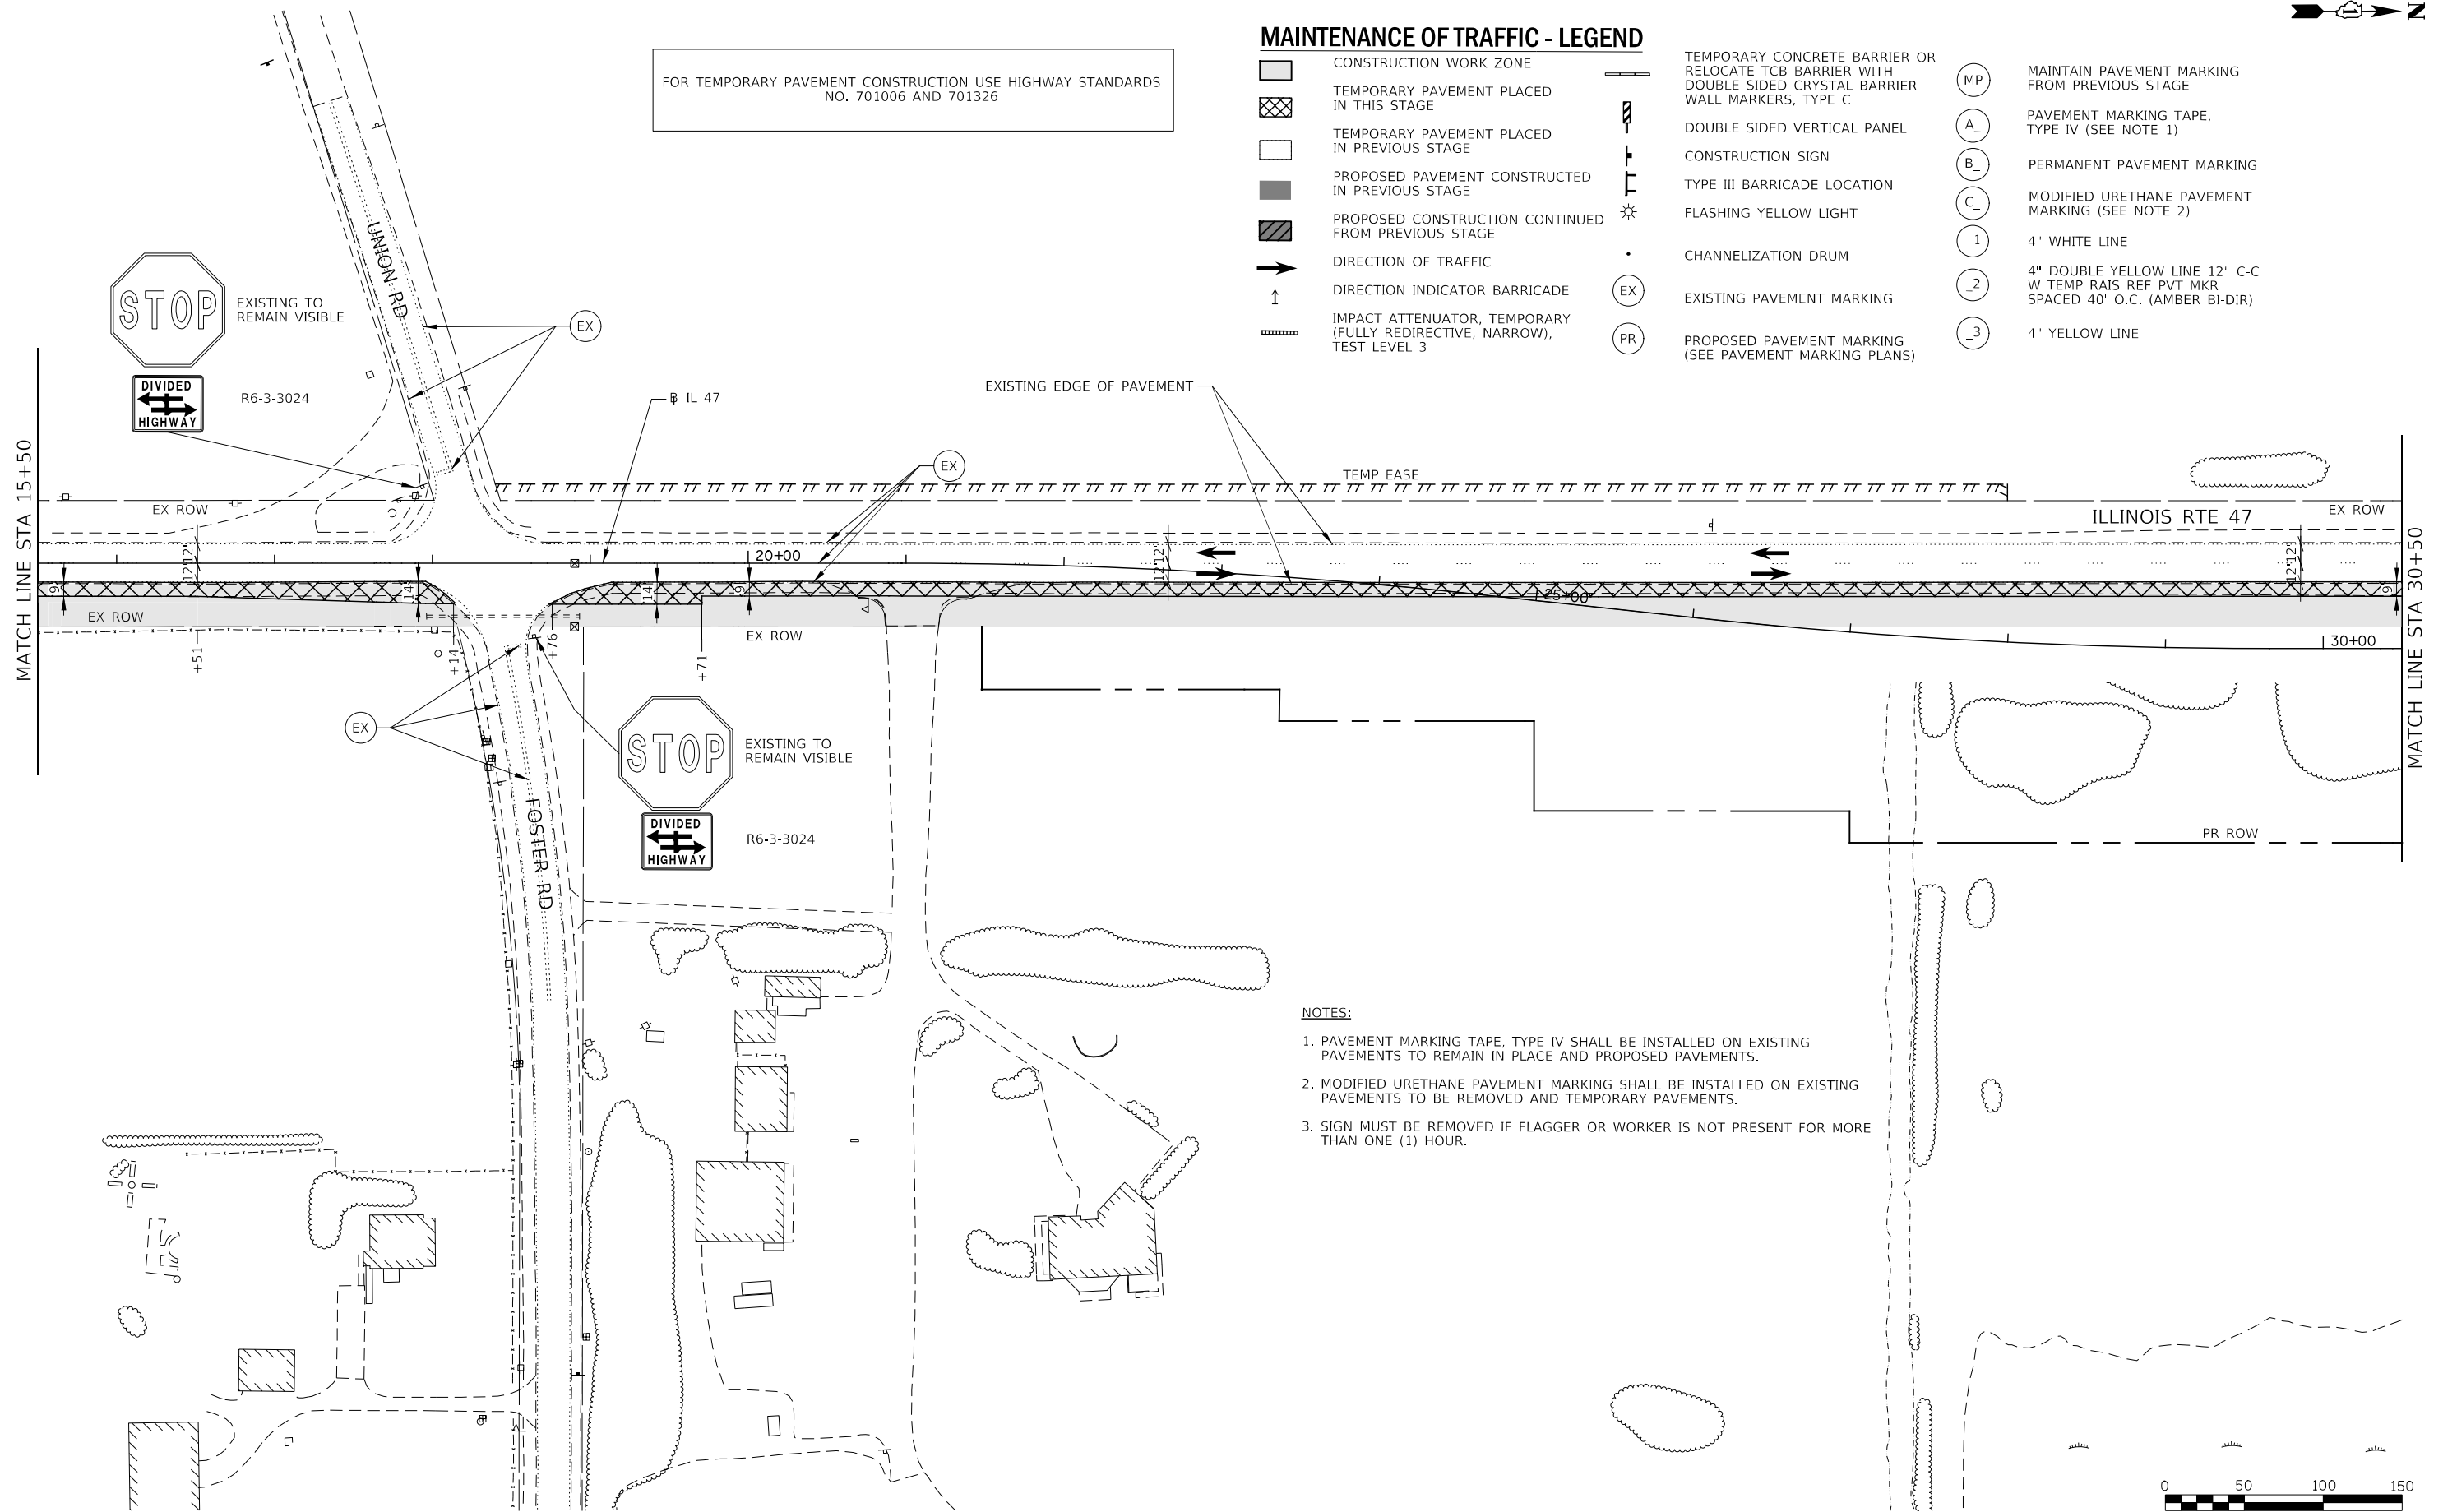 N
MAINTENANCE OF TRAFFIC - LEGEND
CONSTRUCTION WORK ZONE
TEMPORARY PAVEMENT PLACED
IN THIS STAGE
TEMPORARY PAVEMENT PLACED
IN PREVIOUS STAGE
PROPOSED PAVEMENT CONSTRUCTED
IN PREVIOUS STAGE
PROPOSED CONSTRUCTION CONTINUED
FROM PREVIOUS STAGE
DIRECTION OF TRAFFIC
DIRECTION INDICATOR BARRICADE
IMPACT ATTENUATOR, TEMPORARY
(FULLY REDIRECTIVE, NARROW),
TEST LEVEL 3
TEMPORARY CONCRETE BARRIER OR
RELOCATE TCB BARRIER WITH
DOUBLE SIDED CRYSTAL BARRIER
WALL MARKERS, TYPE C
DOUBLE SIDED VERTICAL PANEL
CONSTRUCTION SIGN
TYPE III BARRICADE LOCATION
FLASHING YELLOW LIGHT
CHANNELIZATION DRUM
EX EXISTING PAVEMENT MARKING
PR PROPOSED PAVEMENT MARKING
(SEE PAVEMENT MARKING PLANS)
MP MAINTAIN PAVEMENT MARKING
FROM PREVIOUS STAGE
A_ PAVEMENT MARKING TAPE,
TYPE IV (SEE NOTE 1)
B_ PERMANENT PAVEMENT MARKING
C_ MODIFIED URETHANE PAVEMENT
MARKING (SEE NOTE 2)
_1 4" WHITE LINE
_2 4" DOUBLE YELLOW LINE 12" C-C
W TEMP RAIS REF PVT MKR
SPACED 40' O.C. (AMBER BI-DIR)
_3 4" YELLOW LINE
FOR TEMPORARY PAVEMENT CONSTRUCTION USE HIGHWAY STANDARDS
NO. 701006 AND 701326
UNION RD
STOP
EXISTING TO
REMAIN VISIBLE
DIVIDED
HIGHWAY
R6-3-3024
EX
℄ IL 47
EXISTING EDGE OF PAVEMENT
EX
TEMP EASE
MATCH LINE STA 15+50
EX ROW
ILLINOIS RTE 47
EX ROW
MATCH LINE STA 30+50
12'
12'
20+00
12'
12'
12'
12'
9'
14'
14'
9'
25+00
9'
EX ROW
EX ROW
30+00
+51
+14
+76
+71
EX
STOP
EXISTING TO
REMAIN VISIBLE
DIVIDED
HIGHWAY
R6-3-3024
FOSTER RD
PR ROW
NOTES:
1. PAVEMENT MARKING TAPE, TYPE IV SHALL BE INSTALLED ON EXISTING
PAVEMENTS TO REMAIN IN PLACE AND PROPOSED PAVEMENTS.
2. MODIFIED URETHANE PAVEMENT MARKING SHALL BE INSTALLED ON EXISTING
PAVEMENTS TO BE REMOVED AND TEMPORARY PAVEMENTS.
3. SIGN MUST BE REMOVED IF FLAGGER OR WORKER IS NOT PRESENT FOR MORE
THAN ONE (1) HOUR.
0 50 100 150